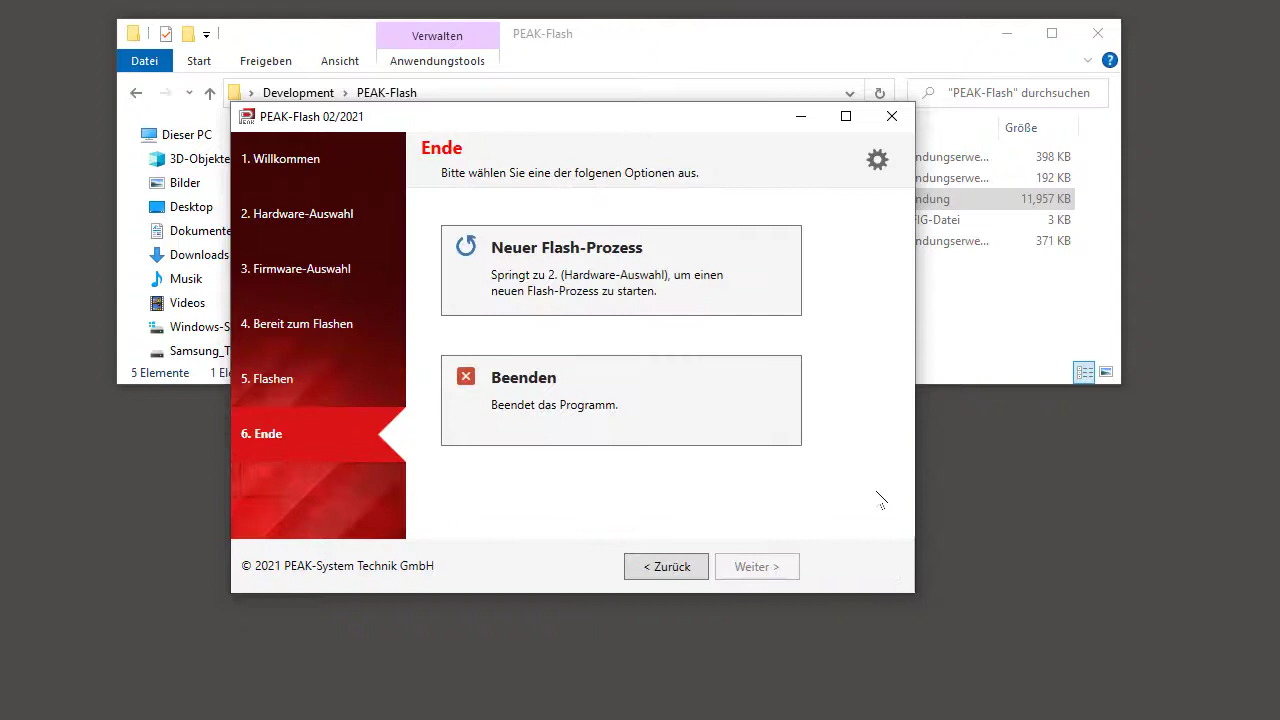 Verwalten
PEAK-Flash
Datei Start Freigeben Ansicht Anwendungstools
Development PEAK-Flash
"PEAK-Flash" durchsuchen
Dieser PC
3D-Objekte
Bilder
Desktop
Dokumente
Downloads
Musik
Videos
5 Elemente
Größe
398 KB
192 KB
11,957 KB
3 KB
371 KB
PEAK-Flash 02/2021
1. Willkommen
2. Hardware-Auswahl
3. Firmware-Auswahl
4. Bereit zum Flashen
5. Flashen
6. Ende
Ende
Bitte wählen Sie eine der folgenen Optionen aus.
Neuer Flash-Prozess
Springt zu 2. (Hardware-Auswahl), um einen
neuen Flash-Prozess zu starten.
Beenden
Beendet das Programm.
© 2021 PEAK-System Technik GmbH
< Zurück
Weiter >